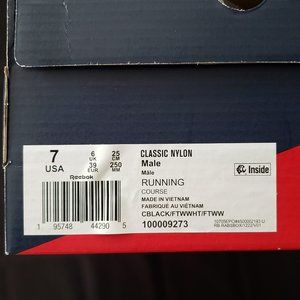 7
USA
6
UK
25
CM
39
EUR
250
MM
Reebok
1 95748 44290 5
CLASSIC NYLON
Male
Mâle
RUNNING
COURSE
MADE IN VIETNAM
FABRIQUÉ AU VIÊTNAM
CBLACK/FTWWHT/FTWW
100009273
Inside